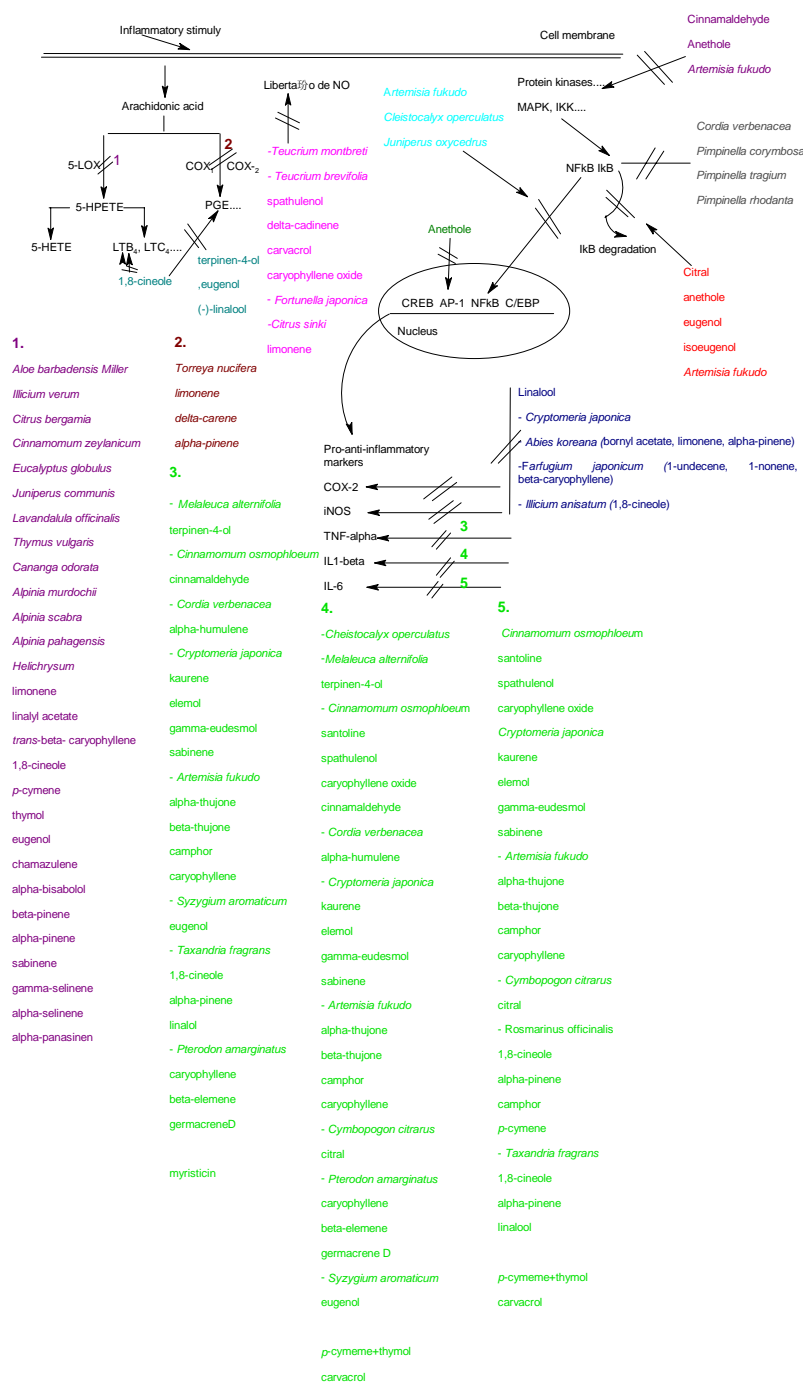 Inflammatory stimuly
Cell membrane
Cinnamaldehyde
Anethole
Artemisia fukudo
Protein kinases....
MAPK, IKK....
Liberta玢o de NO
Arachidonic acid
5-LOX 1
2
COX1, COX-2
5-HPETE
PGE....
5-HETE
LTB4, LTC4....
1,8-cineole
terpinen-4-ol
,eugenol
(-)-linalool
-Teucrium montbreti
- Teucrium brevifolia
spathulenol
delta-cadinene
carvacrol
caryophyllene oxide
- Fortunella japonica
-Citrus sinki
limonene
Artemisia fukudo
Cleistocalyx operculatus
Juniperus oxycedrus
Anethole
NFkB IkB
IkB degradation
Cordia verbenacea
Pimpinella corymbosa
Pimpinella tragium
Pimpinella rhodanta
Citral
anethole
eugenol
isoeugenol
Artemisia fukudo
CREB AP-1 NFkB C/EBP
Nucleus
Pro-anti-inflammatory
markers
COX-2
iNOS
TNF-alpha
3
IL1-beta
4
IL-6
5
Linalool
- Cryptomeria japonica
- Abies koreana (bornyl acetate, limonene, alpha-pinene)
-Farfugium japonicum (1-undecene, 1-nonene,
beta-caryophyllene)
- Illicium anisatum (1,8-cineole)
1.
Aloe barbadensis Miller
Illicium verum
Citrus bergamia
Cinnamomum zeylanicum
Eucalyptus globulus
Juniperus communis
Lavandalula officinalis
Thymus vulgaris
Cananga odorata
Alpinia murdochii
Alpinia scabra
Alpinia pahagensis
Helichrysum
limonene
linalyl acetate
trans-beta- caryophyllene
1,8-cineole
p-cymene
thymol
eugenol
chamazulene
alpha-bisabolol
beta-pinene
alpha-pinene
sabinene
gamma-selinene
alpha-selinene
alpha-panasinen
2.
Torreya nucifera
limonene
delta-carene
alpha-pinene
3.
- Melaleuca alternifolia
terpinen-4-ol
- Cinnamomum osmophloeum
cinnamaldehyde
- Cordia verbenacea
alpha-humulene
- Cryptomeria japonica
kaurene
elemol
gamma-eudesmol
sabinene
- Artemisia fukudo
alpha-thujone
beta-thujone
camphor
caryophyllene
- Syzygium aromaticum
eugenol
- Taxandria fragrans
1,8-cineole
alpha-pinene
linalol
- Pterodon amarginatus
caryophyllene
beta-elemene
germacreneD
myristicin
4.
-Cheistocalyx operculatus
-Melaleuca alternifolia
terpinen-4-ol
- Cinnamomum osmophloeum
santoline
spathulenol
caryophyllene oxide
cinnamaldehyde
- Cordia verbenacea
alpha-humulene
- Cryptomeria japonica
kaurene
elemol
gamma-eudesmol
sabinene
- Artemisia fukudo
alpha-thujone
beta-thujone
camphor
caryophyllene
- Cymbopogon citrarus
citral
- Pterodon amarginatus
caryophyllene
beta-elemene
germacrene D
- Syzygium aromaticum
eugenol
p-cymeme+thymol
carvacrol
5.
Cinnamomum osmophloeum
santoline
spathulenol
caryophyllene oxide
Cryptomeria japonica
kaurene
elemol
gamma-eudesmol
sabinene
- Artemisia fukudo
alpha-thujone
beta-thujone
camphor
caryophyllene
- Cymbopogon citrarus
citral
- Rosmarinus officinalis
1,8-cineole
alpha-pinene
camphor
p-cymene
- Taxandria fragrans
1,8-cineole
alpha-pinene
linalool
p-cymeme+thymol
carvacrol